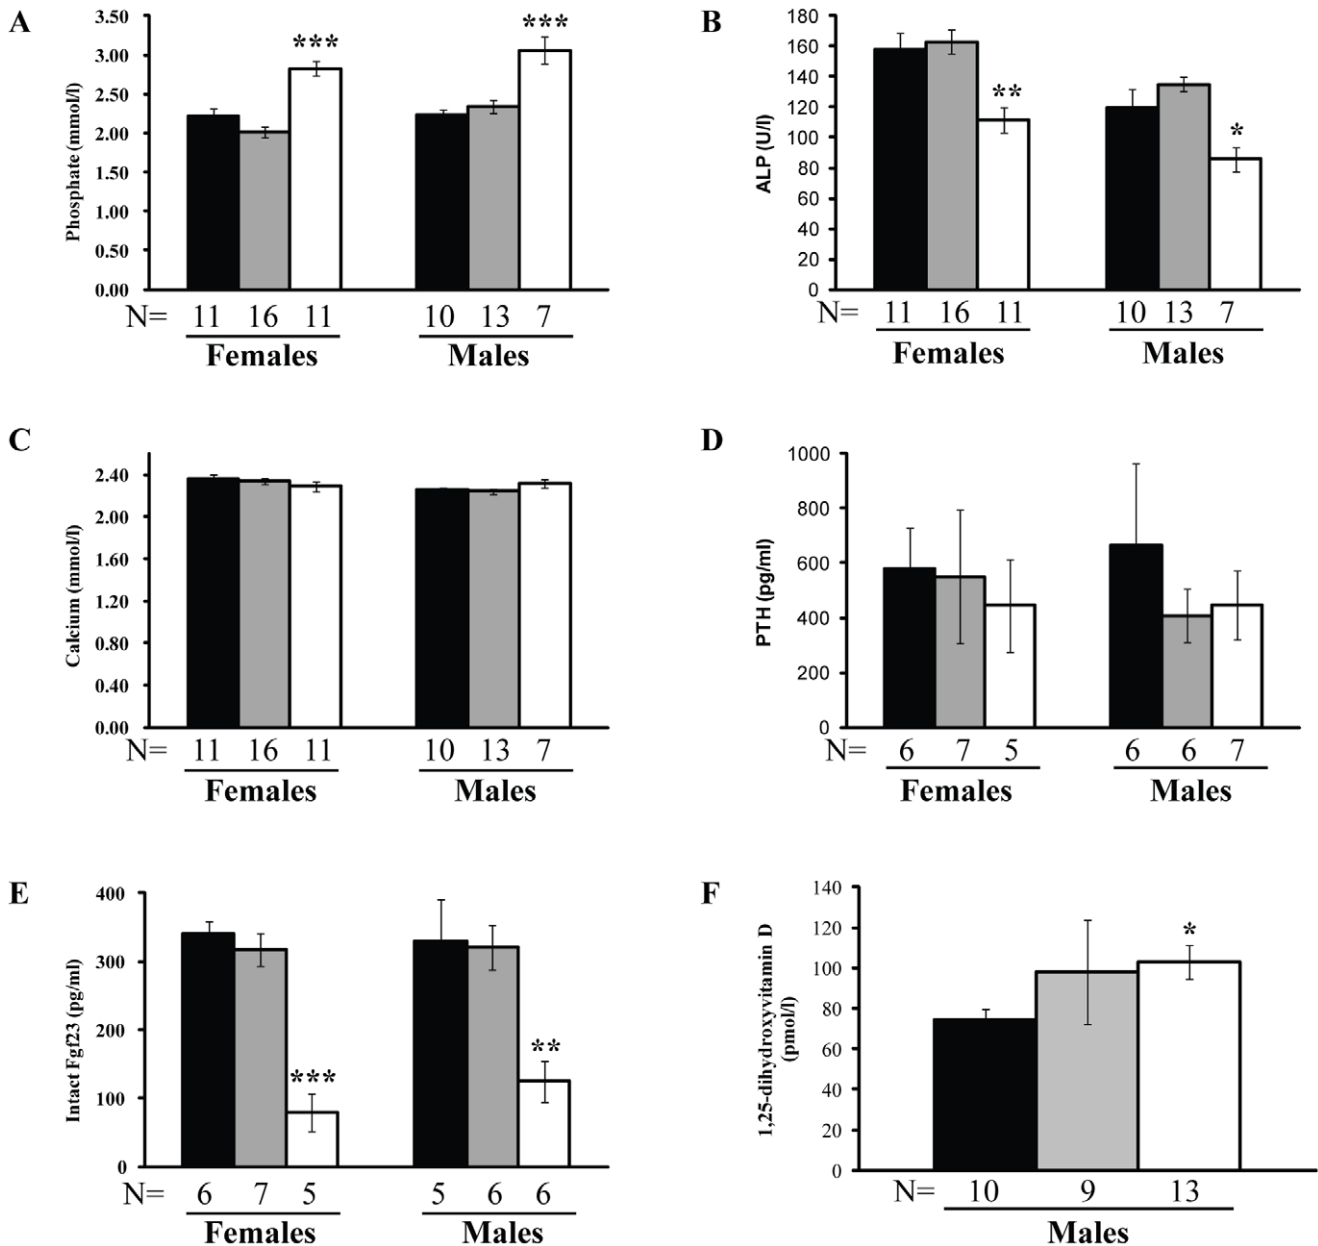 A
Phosphate (mmol/l)
3.50
3.00
2.50
2.00
1.50
1.00
0.50
0.00
*** ***
N= 11 16 11 10 13 7
Females Males
B
ALP (U/l)
180
160
140
120
100
80
60
40
20
0
** *
N= 11 16 11 10 13 7
Females Males
C
Calcium (mmol/l)
2.40
2.00
1.60
1.20
0.80
0.40
0.00
N= 11 16 11 10 13 7
Females Males
D
PTH (pg/ml)
1000
800
600
400
200
0
N= 6 7 5 6 6 7
Females Males
E
Intact Fgf23 (pg/ml)
400
300
200
100
0
*** **
N= 6 7 5 5 6 6
Females Males
F
1,25-dihydroxyvitamin D
(pmol/l)
140
120
100
80
60
40
20
0
*
N= 10 9 13
Males